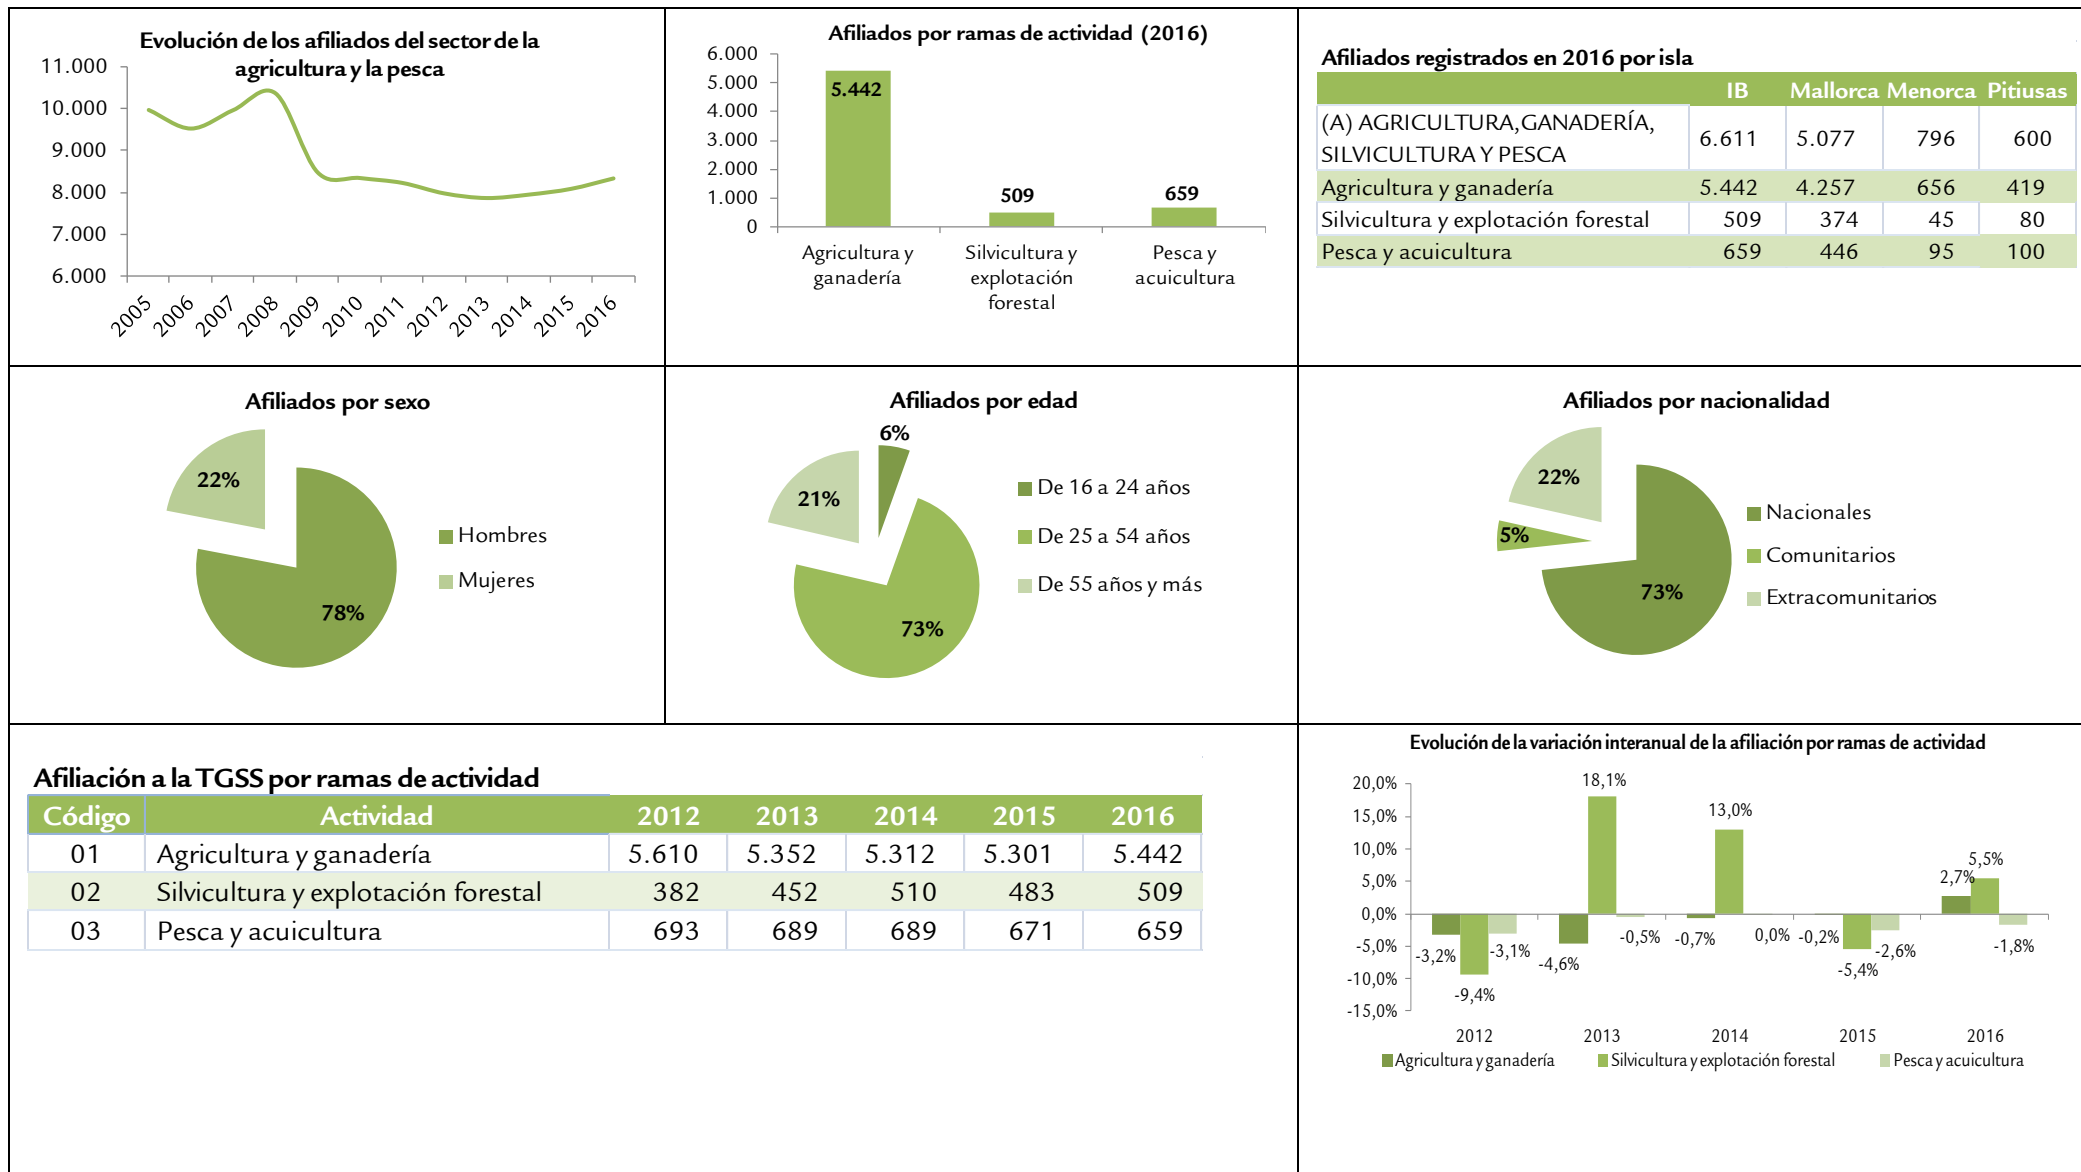 Evolución de los afiliados del sector de la
agricultura y la pesca
11.000
10.000
9.000
8.000
7.000
6.000
2005 2006 2007 2008 2009 2010 2011 2012 2013 2014 2015 2016
Afiliados por ramas de actividad (2016)
6.000
5.000
4.000
3.000
2.000
1.000
0
5.442
509
659
Agricultura y
ganadería
Silvicultura y
explotación
forestal
Pesca y
acuicultura
Afiliados registrados en 2016 por isla
IB Mallorca Menorca Pitiusas
(A) AGRICULTURA, GANADERÍA,
SILVICULTURA Y PESCA
6.611 5.077 796 600
Agricultura y ganadería 5.442 4.257 656 419
Silvicultura y explotación forestal 509 374 45 80
Pesca y acuicultura 659 446 95 100
Afiliados por sexo
22%
78%
Hombres
Mujeres
Afiliados por edad
6%
21%
73%
De 16 a 24 años
De 25 a 54 años
De 55 años y más
Afiliados por nacionalidad
22%
5%
73%
Nacionales
Comunitarios
Extracomunitarios
Afiliación a la TGSS por ramas de actividad
Código Actividad 2012 2013 2014 2015 2016
01 Agricultura y ganadería 5.610 5.352 5.312 5.301 5.442
02 Silvicultura y explotación forestal 382 452 510 483 509
03 Pesca y acuicultura 693 689 689 671 659
Evolución de la variación interanual de la afiliación por ramas de actividad
20,0%
15,0%
10,0%
5,0%
0,0%
-5,0%
-10,0%
-15,0%
-3,2% -9,4% -3,1%
-4,6% 18,1% -0,5%
-0,7% 13,0% 0,0%
-0,2% -5,4% -2,6%
2,7% 5,5% -1,8%
2012 2013 2014 2015 2016
Agricultura y ganadería Silvicultura y explotación forestal Pesca y acuicultura